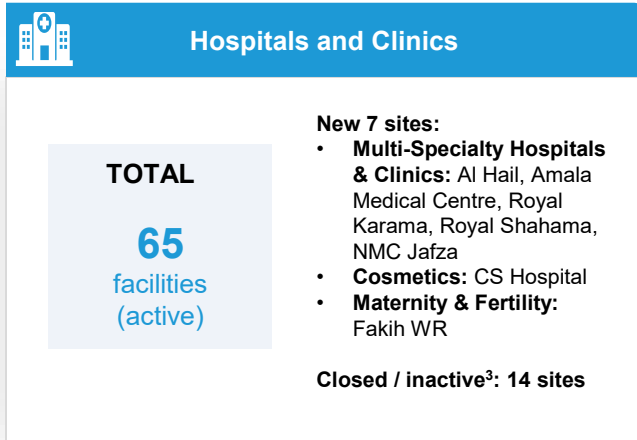 Hospitals and Clinics
TOTAL
65
facilities
(active)
New 7 sites:
• Multi-Specialty Hospitals
& Clinics: Al Hail, Amala
Medical Centre, Royal
Karama, Royal Shahama,
NMC Jafza
• Cosmetics: CS Hospital
• Maternity & Fertility:
Fakih WR
Closed / inactive³: 14 sites